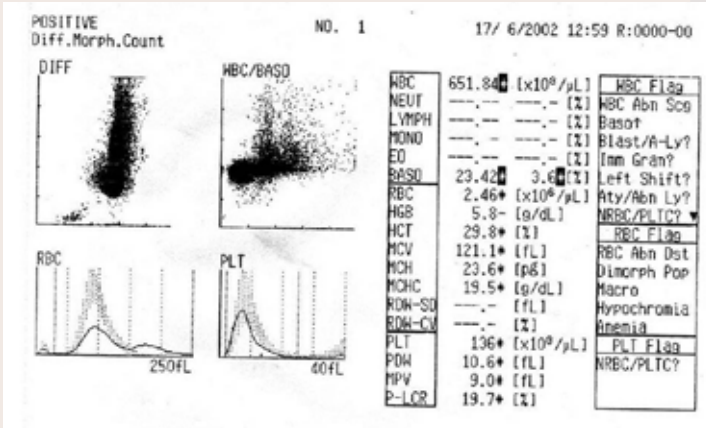 POSITIVE
Diff.Morph.Count
NO. 1
17/ 6/2002 12:59 R:0000-00
DIFF
WBC/BASO
RBC
250fL
PLT
40fL
WBC 651.84 [x10³/µL]
NEUT ---.- ---.- [%]
LYMPH ---.- ---.- [%]
MONO ---.- ---.- [%]
EO ---.- ---.- [%]
BASO 23.42 3.6 [%]
RBC 2.46* [x10⁶/µL]
HGB 5.8- [g/dL]
HCT 29.8* [%]
MCV 121.1* [fL]
MCH 23.6* [pg]
MCHC 19.5* [g/dL]
RDW-SD ---.- [fL]
RDW-CV ---.- [%]
PLT 136* [x10³/µL]
PDW 10.6* [fL]
MPV 9.0* [fL]
P-LCR 19.7* [%]
WBC Flag
WBC Abn Scg
Baso↑
Blast/A-Ly?
Imm Gran?
Left Shift?
Aty/Abn Ly?
NRBC/PLTC? ▼
RBC Flag
RBC Abn Dst
Dimorph Pop
Macro
Hypochromia
Anemia
PLT Flag
NRBC/PLTC?